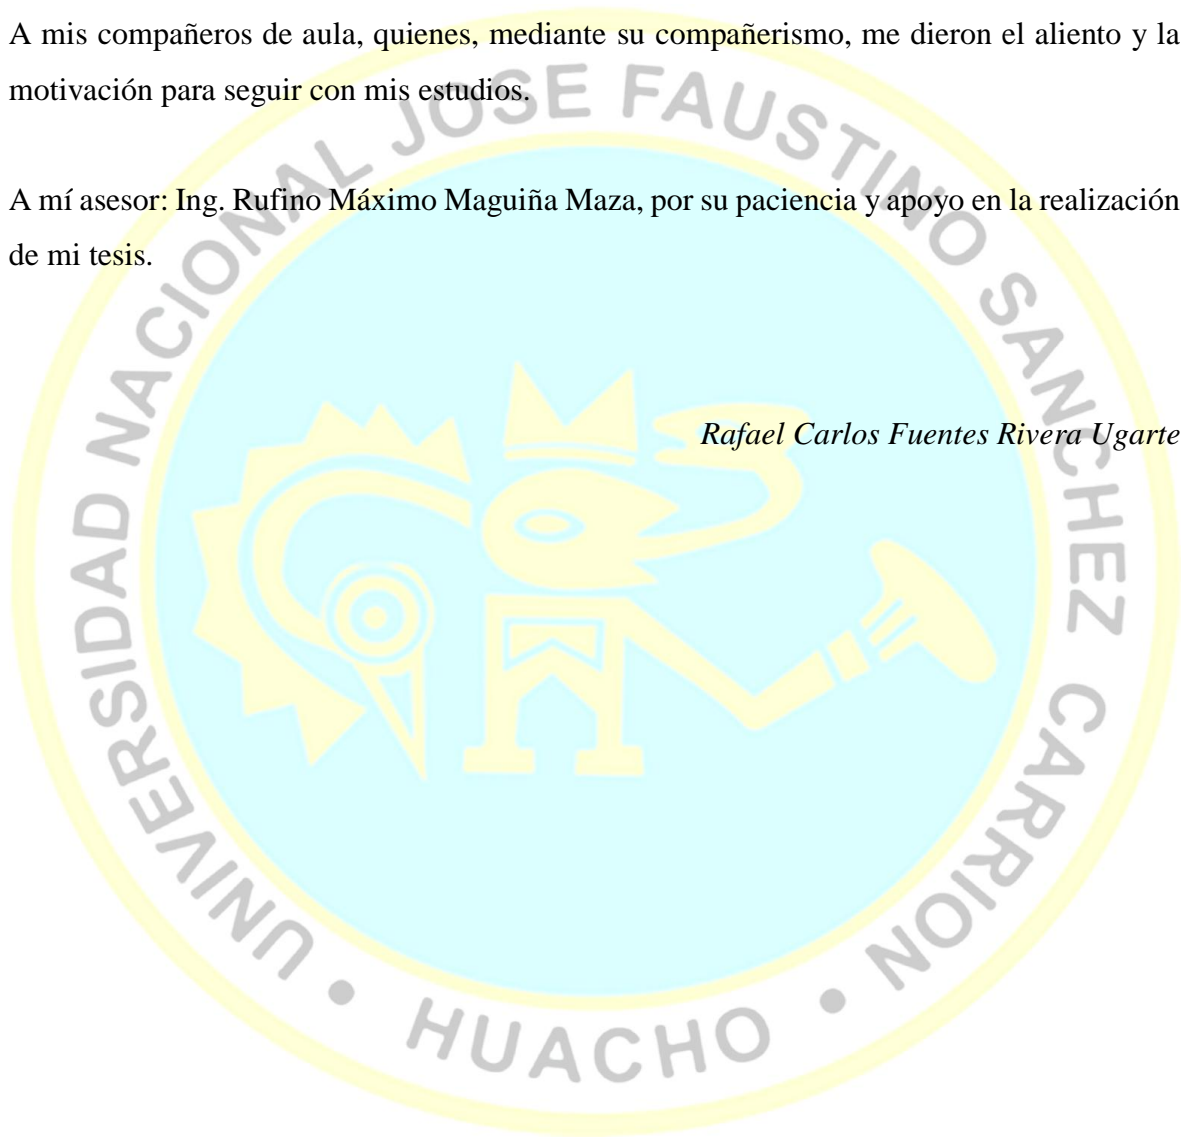 A mis compañeros de aula, quienes, mediante su compañerismo, me dieron el aliento y la
motivación para seguir con mis estudios.
A mí asesor: Ing. Rufino Máximo Maguiña Maza, por su paciencia y apoyo en la realización
de mi tesis.
Rafael Carlos Fuentes Rivera Ugarte
UNIVERSIDAD NACIONAL JOSE FAUSTINO SANCHEZ CARRION
• HUACHO •